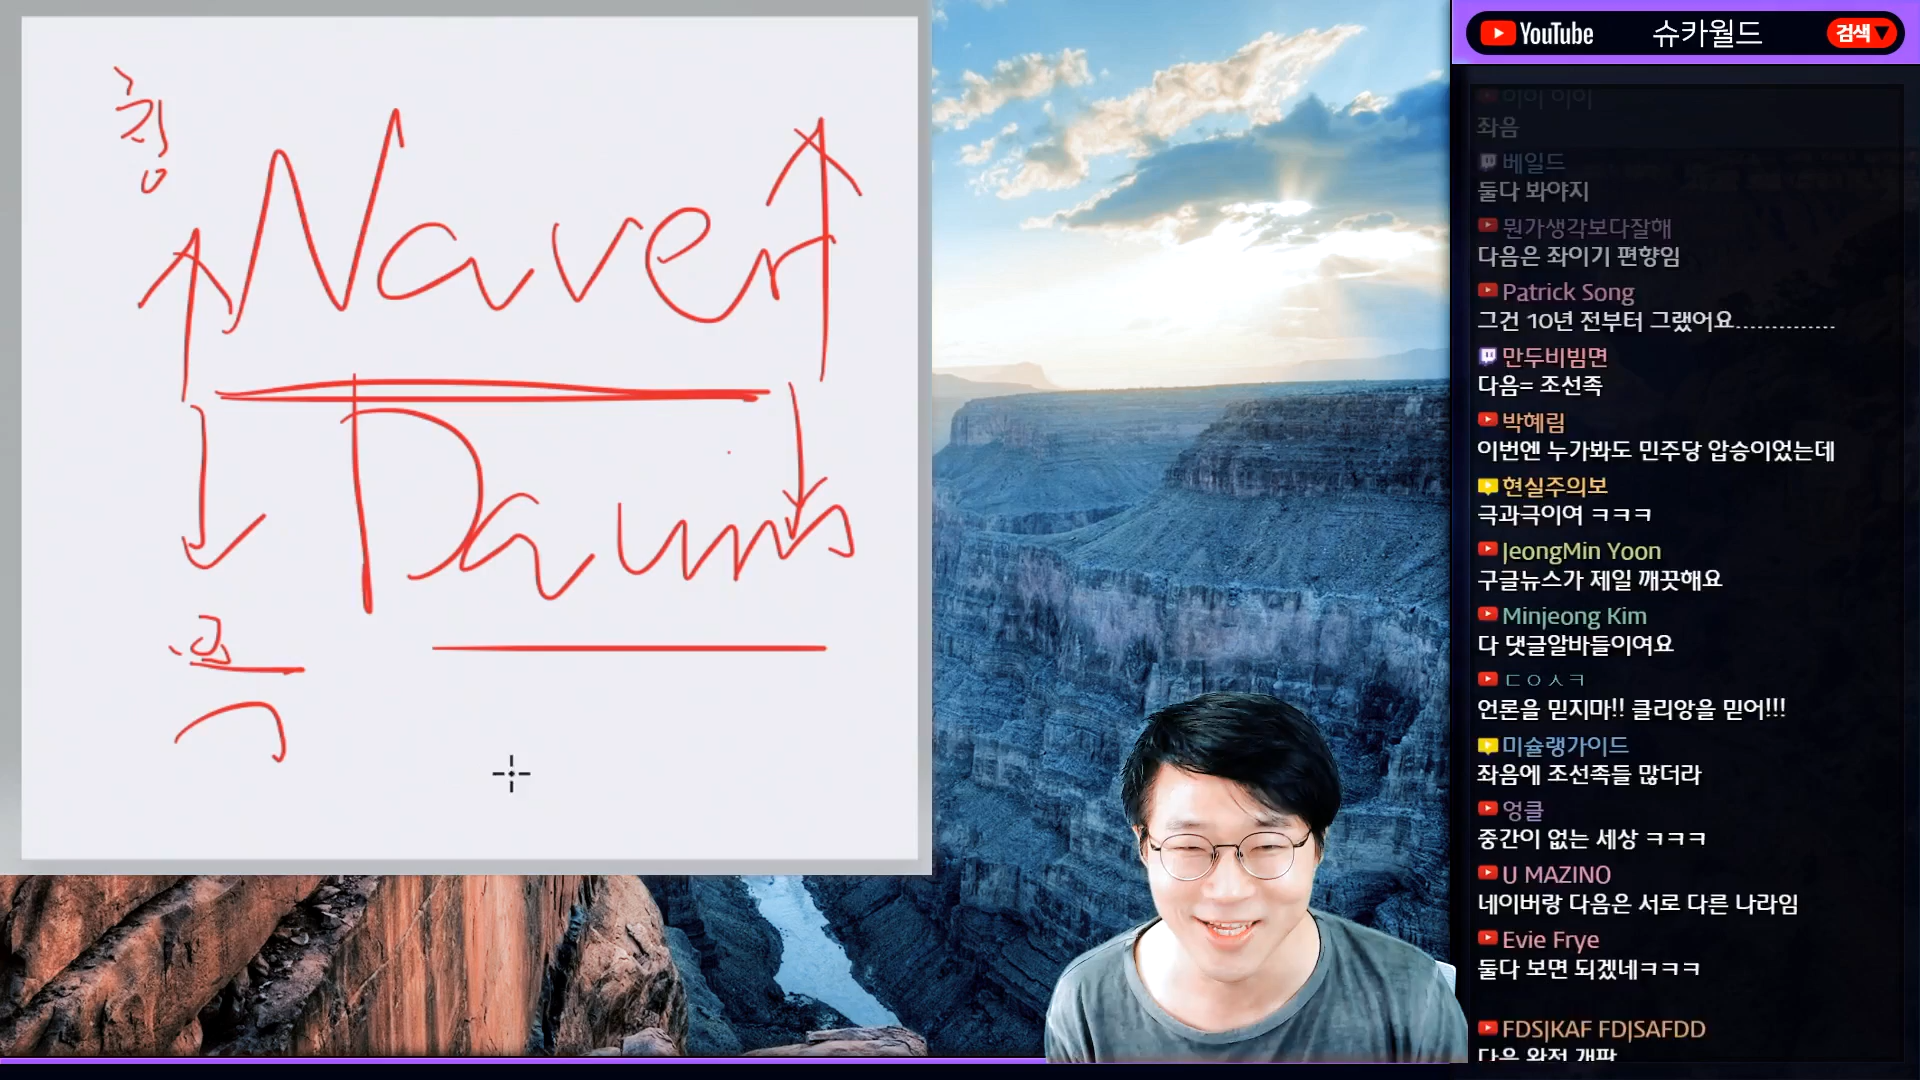 칭
Naver
Daum
욕
YouTube 슈카월드 검색▼
이이 이이
좌음
베일드
둘다 봐야지
뭔가생각보다잘해
다음은 좌이기 편향임
Patrick Song
그건 10년 전부터 그랬어요..............
만두비빔면
다음= 조선족
박혜림
이번엔 누가봐도 민주당 압승이었는데
현실주의보
극과극이여 ㅋㅋㅋ
JeongMin Yoon
구글뉴스가 제일 깨끗해요
Minjeong Kim
다 댓글알바들이여요
ㄷㅇㅅㅋ
언론을 믿지마!! 클리앙을 믿어!!!
미슐랭가이드
좌음에 조선족들 많더라
엉클
중간이 없는 세상 ㅋㅋㅋ
U MAZINO
네이버랑 다음은 서로 다른 나라임
Evie Frye
둘다 보면 되겠네ㅋㅋㅋ
FDS|KAF FD|SAFDD
다음 완전 개판